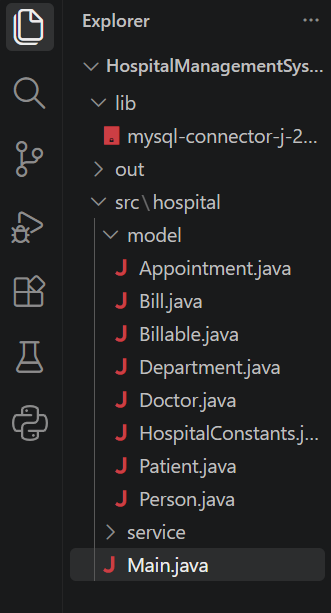 Explorer ...
HospitalManagementSys...
lib
mysql-connector-j-2...
out
src\hospital
model
J Appointment.java
J Bill.java
J Billable.java
J Department.java
J Doctor.java
J HospitalConstants.j...
J Patient.java
J Person.java
service
J Main.java